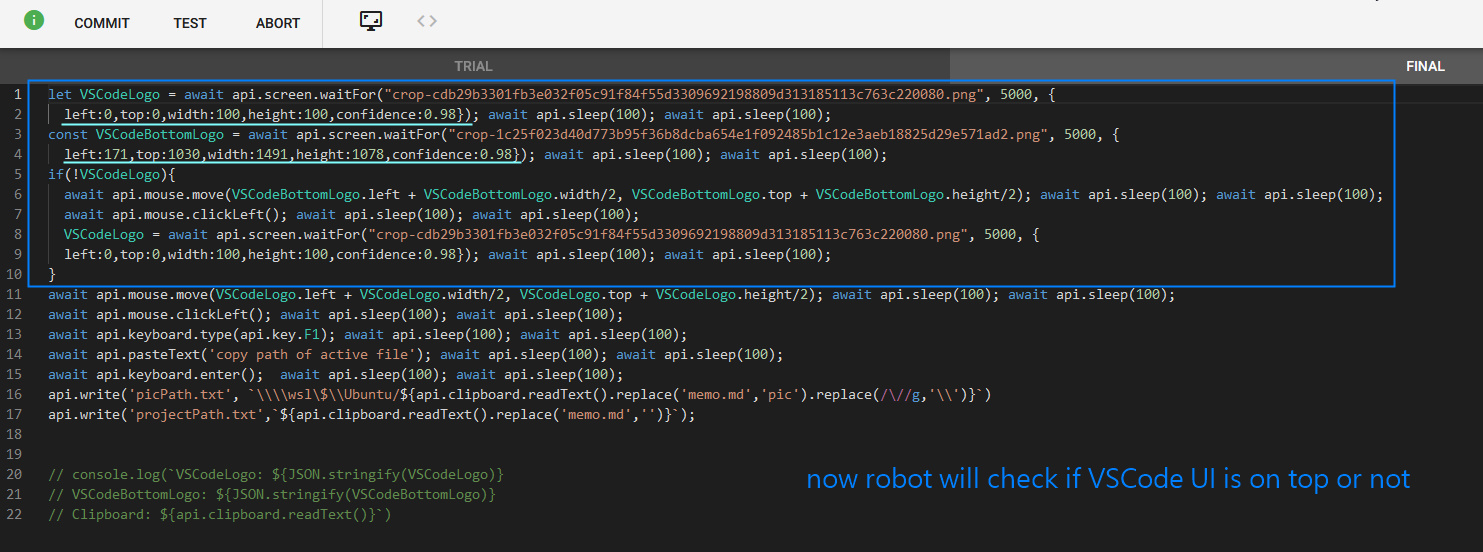 COMMIT TEST ABORT < >
TRIAL FINAL
1 let VSCodeLogo = await api.screen.waitFor("crop-cdb29b3301fb3e032f05c91f84f55d3309692198809d313185113c763c220080.png", 5000, {
2 left:0,top:0,width:100,height:100,confidence:0.98}); await api.sleep(100); await api.sleep(100);
3 const VSCodeBottomLogo = await api.screen.waitFor("crop-1c25f023d40d773b95f36b8dcba654e1f092485b1c12e3aeb18825d29e571ad2.png", 5000, {
4 left:171,top:1030,width:1491,height:1078,confidence:0.98}); await api.sleep(100); await api.sleep(100);
5 if(!VSCodeLogo){
6 await api.mouse.move(VSCodeBottomLogo.left + VSCodeBottomLogo.width/2, VSCodeBottomLogo.top + VSCodeBottomLogo.height/2); await api.sleep(100); await api.sleep(100);
7 await api.mouse.clickLeft(); await api.sleep(100); await api.sleep(100);
8 VSCodeLogo = await api.screen.waitFor("crop-cdb29b3301fb3e032f05c91f84f55d3309692198809d313185113c763c220080.png", 5000, {
9 left:0,top:0,width:100,height:100,confidence:0.98}); await api.sleep(100); await api.sleep(100);
10 }
11 await api.mouse.move(VSCodeLogo.left + VSCodeLogo.width/2, VSCodeLogo.top + VSCodeLogo.height/2); await api.sleep(100); await api.sleep(100);
12 await api.mouse.clickLeft(); await api.sleep(100); await api.sleep(100);
13 await api.keyboard.type(api.key.F1); await api.sleep(100); await api.sleep(100);
14 await api.pasteText('copy path of active file'); await api.sleep(100); await api.sleep(100);
15 await api.keyboard.enter();  await api.sleep(100); await api.sleep(100);
16 api.write('picPath.txt', `\\\\wsl\$\\Ubuntu/${api.clipboard.readText().replace('memo.md','pic').replace(/\//g,'\\')}`)
17 api.write('projectPath.txt',`${api.clipboard.readText().replace('memo.md','')}`);
18
19
20 // console.log(`VSCodeLogo: ${JSON.stringify(VSCodeLogo)}
21 // VSCodeBottomLogo: ${JSON.stringify(VSCodeBottomLogo)}
22 // Clipboard: ${api.clipboard.readText()}`)
now robot will check if VSCode UI is on top or not